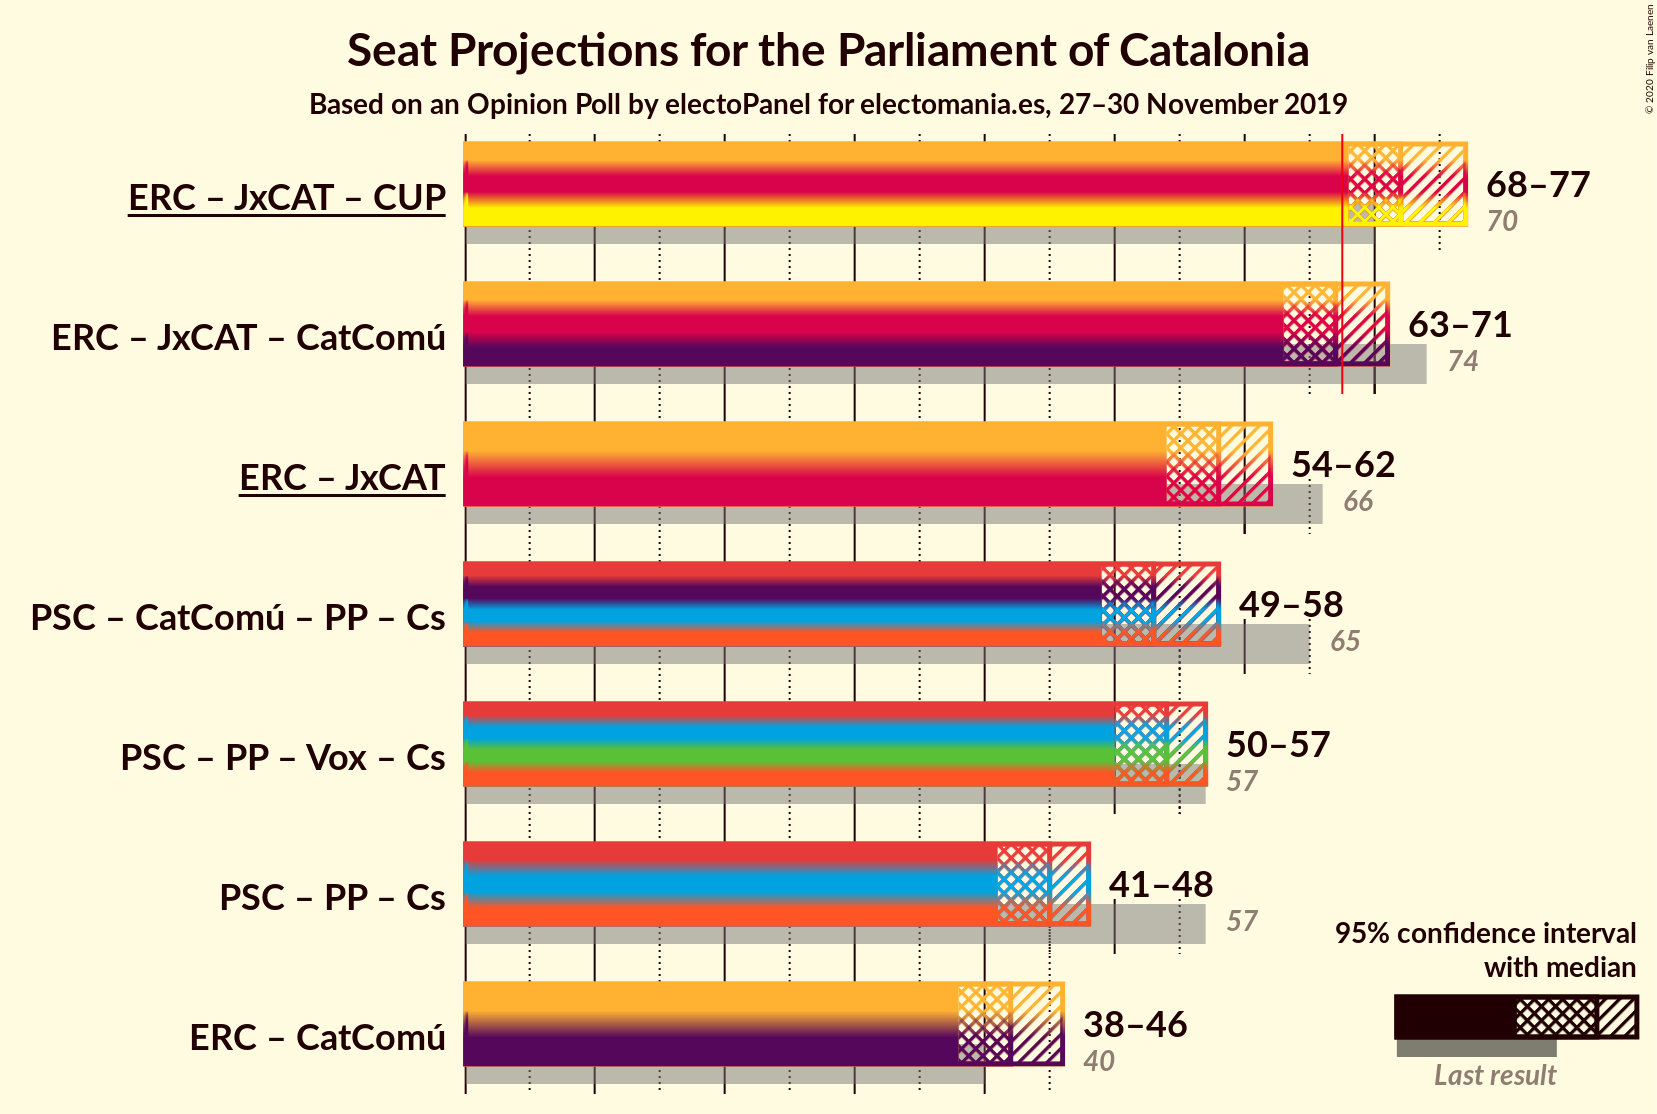 Seat Projections for the Parliament of Catalonia
Based on an Opinion Poll by electoPanel for electomania.es, 27–30 November 2019
© 2020 Filip van Laenen
ERC – JxCAT – CUP
68–77
70
ERC – JxCAT – CatComú
63–71
74
ERC – JxCAT
54–62
66
PSC – CatComú – PP – Cs
49–58
65
PSC – PP – Vox – Cs
50–57
57
PSC – PP – Cs
41–48
57
ERC – CatComú
38–46
40
95% confidence interval
with median
Last result